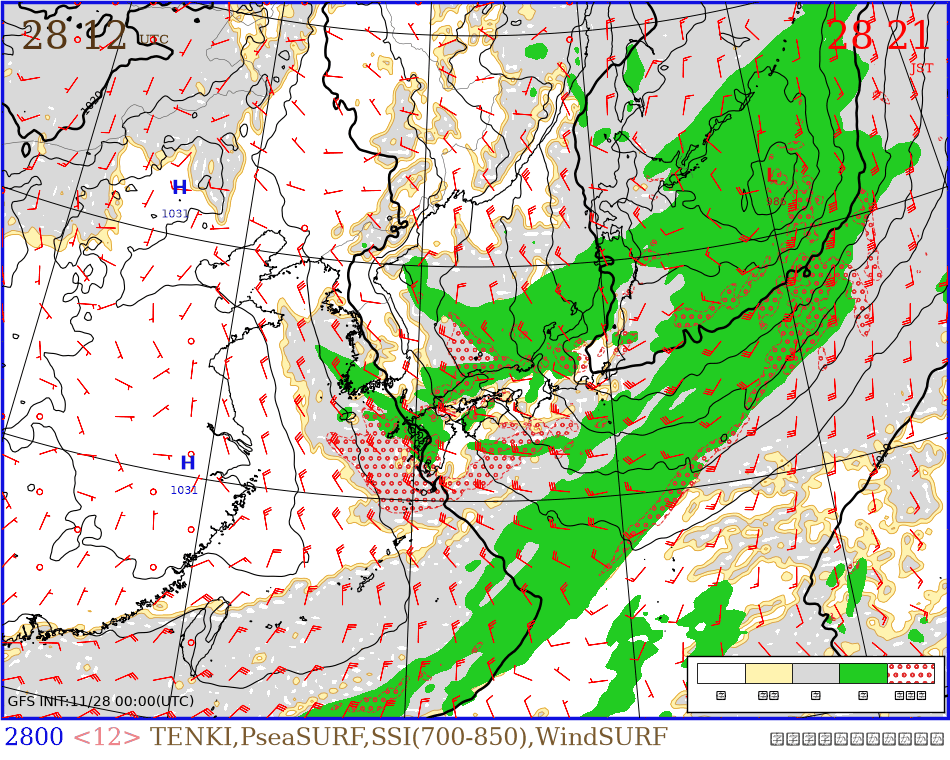 28 12 UTC
28 21
JST
1020
H
1031
L
H
1031
GFS INIT:11/28 00:00(UTC)
2800 <12> TENKI,PseaSURF,SSI(700-850),WindSURF